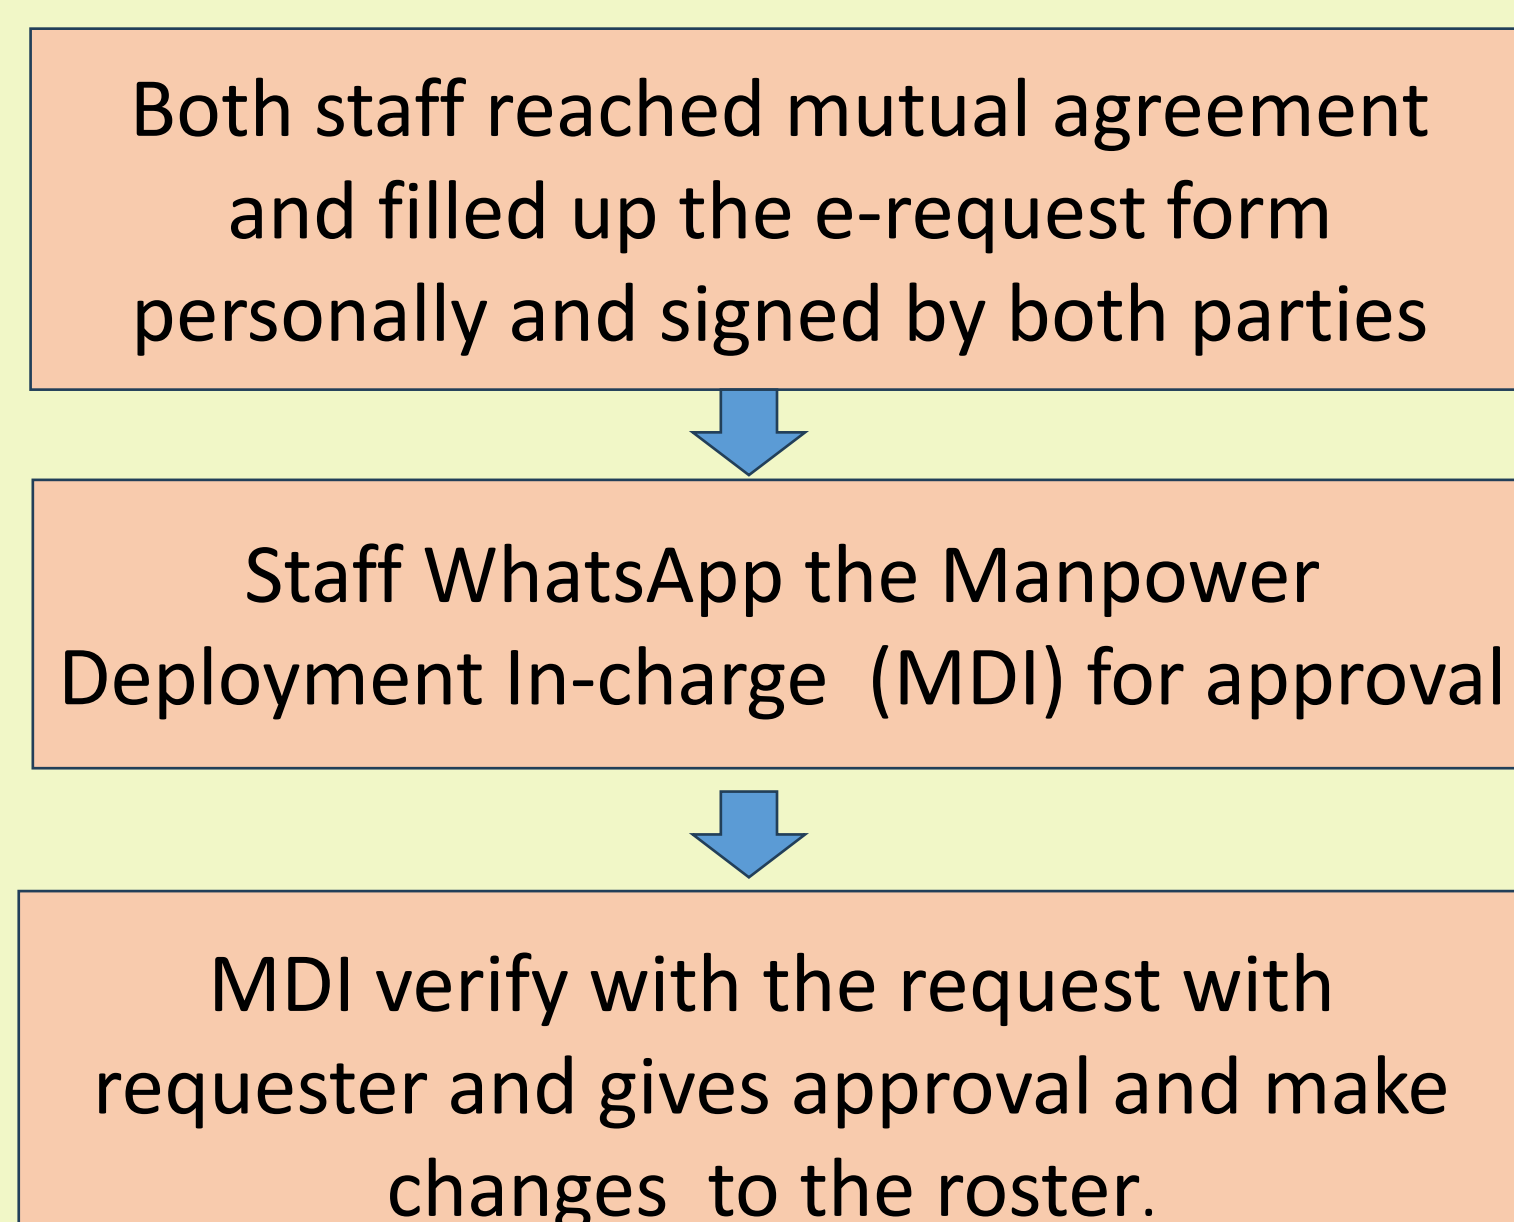 Both staff reached mutual agreement
and filled up the e-request form
personally and signed by both parties
Staff WhatsApp the Manpower
Deployment In-charge  (MDI) for approval
MDI verify with the request with
requester and gives approval and make
changes  to the roster.